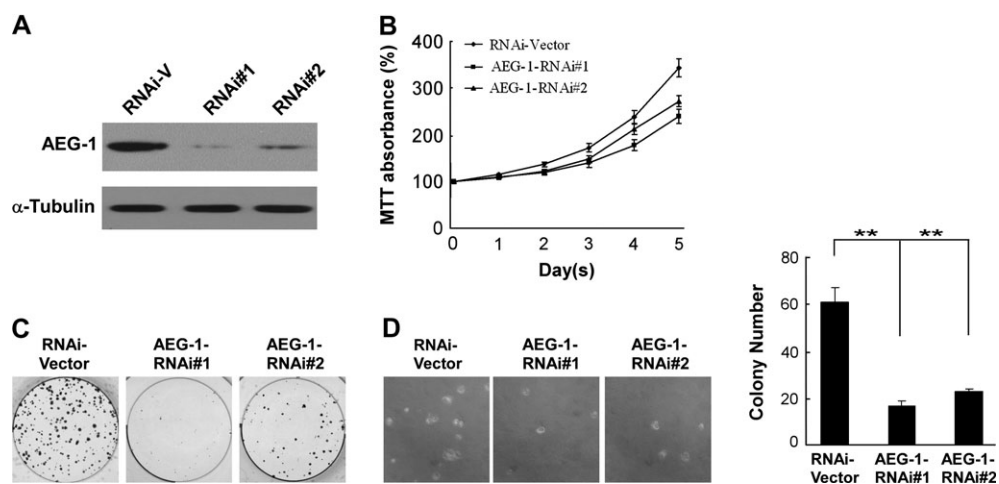 A
RNAi-V
RNAi#1
RNAi#2
AEG-1
α-Tubulin
B
MTT absorbance (%)
400
300
200
100
0
RNAi-Vector
AEG-1-RNAi#1
AEG-1-RNAi#2
0 1 2 3 4 5
Day(s)
C
RNAi-
Vector
AEG-1-
RNAi#1
AEG-1-
RNAi#2
D
RNAi-
Vector
AEG-1-
RNAi#1
AEG-1-
RNAi#2
** **
Colony Number
80
60
40
20
0
RNAi-
Vector
AEG-1-
RNAi#1
AEG-1-
RNAi#2